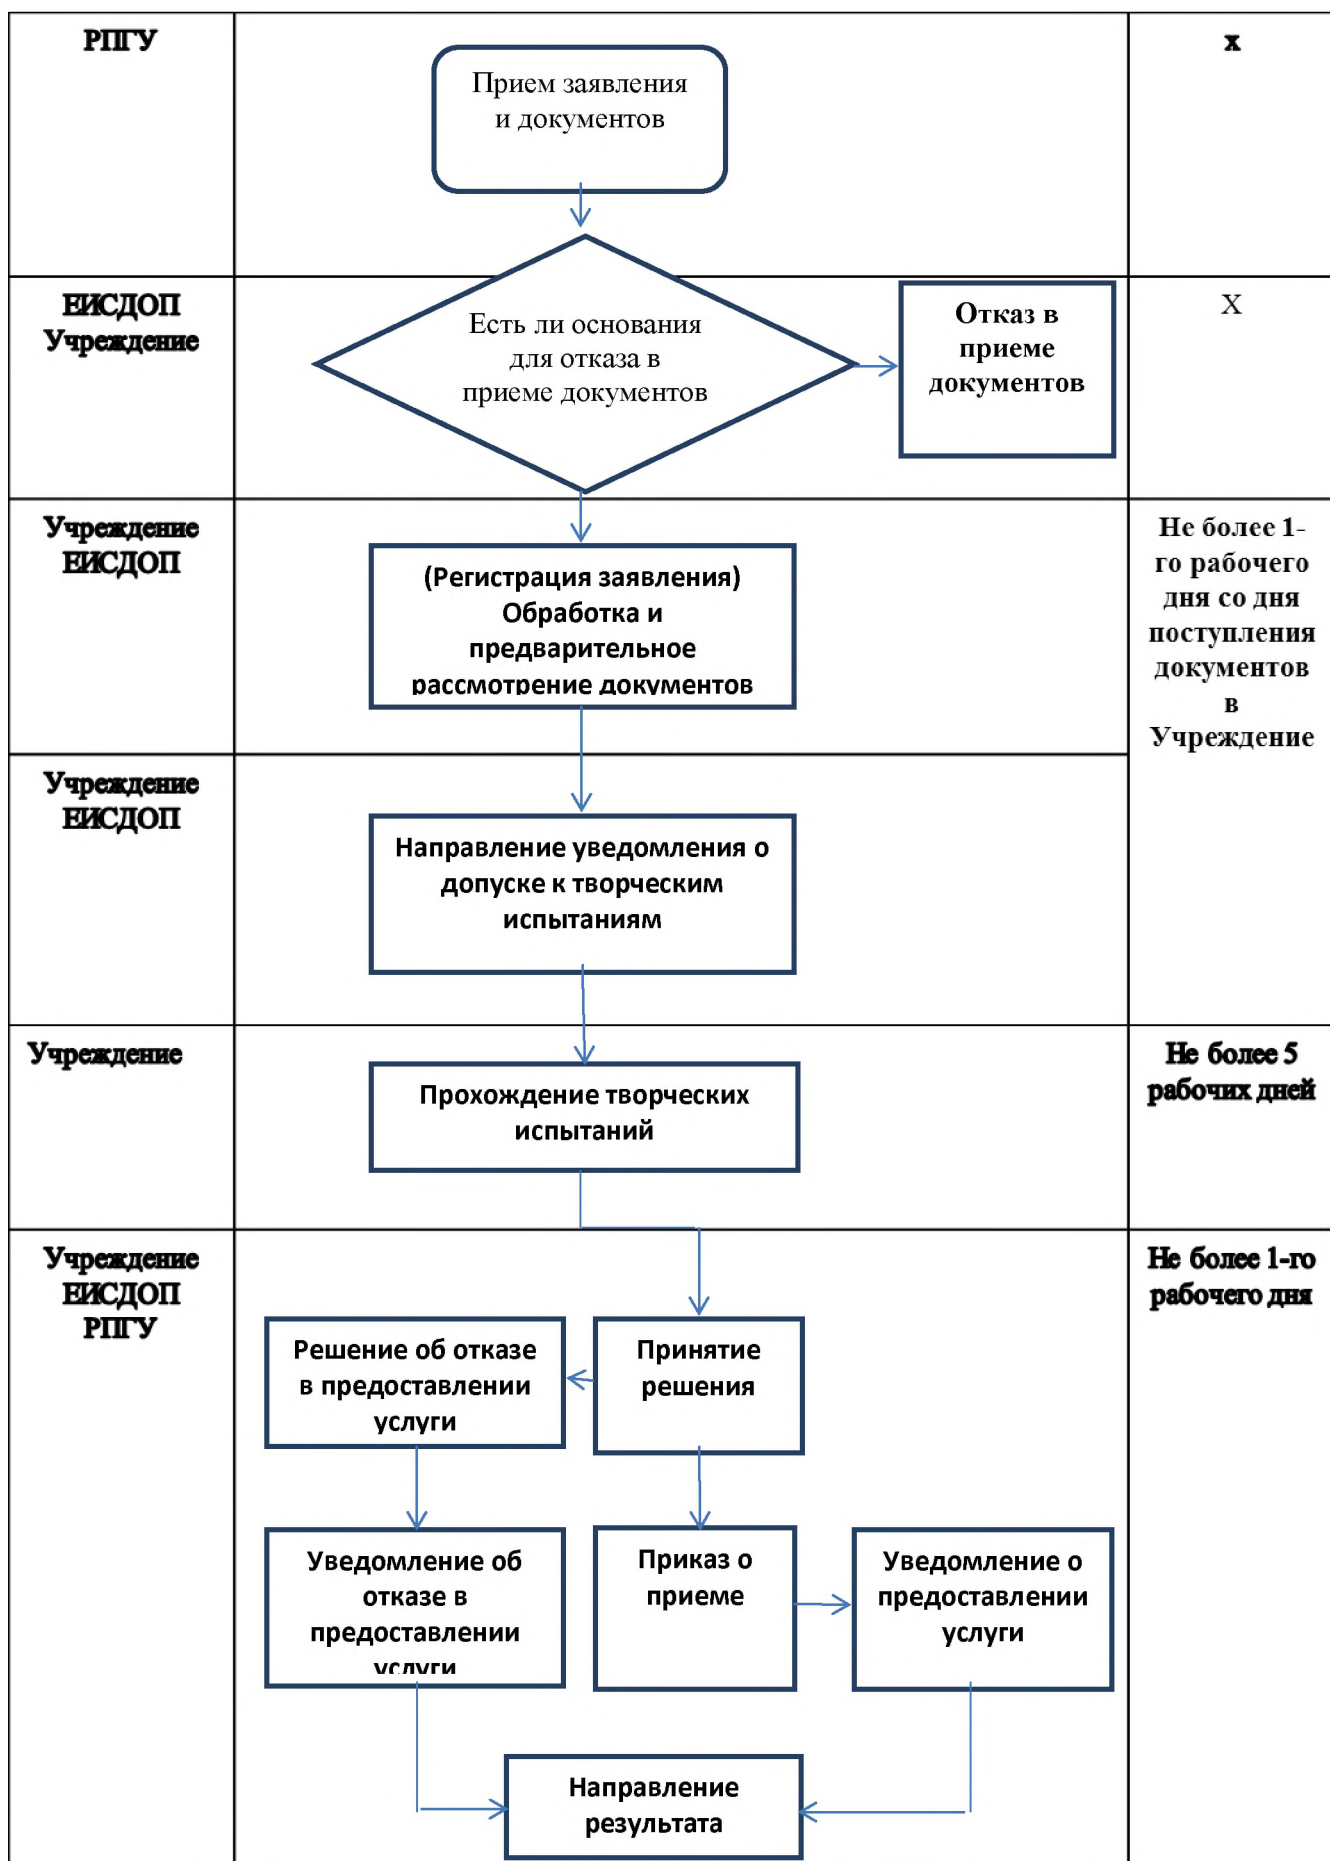 РПГУ
Прием заявления
и документов
х
ЕИСДОП
Учреждение
Есть ли основания
для отказа в
приеме документов
Отказ в
приеме
документов
Х
Учреждение
ЕИСДОП
(Регистрация заявления)
Обработка и
предварительное
рассмотрение документов
Не более 1-
го рабочего
дня со дня
поступления
документов
в
Учреждение
Учреждение
ЕИСДОП
Направление уведомления о
допуске к творческим
испытаниям
Учреждение
Прохождение творческих
испытаний
Не более 5
рабочих дней
Учреждение
ЕИСДОП
РПГУ
Не более 1-го
рабочего дня
Решение об отказе
в предоставлении
услуги
Принятие
решения
Уведомление об
отказе в
предоставлении
услуги
Приказ о
приеме
Уведомление о
предоставлении
услуги
Направление
результата